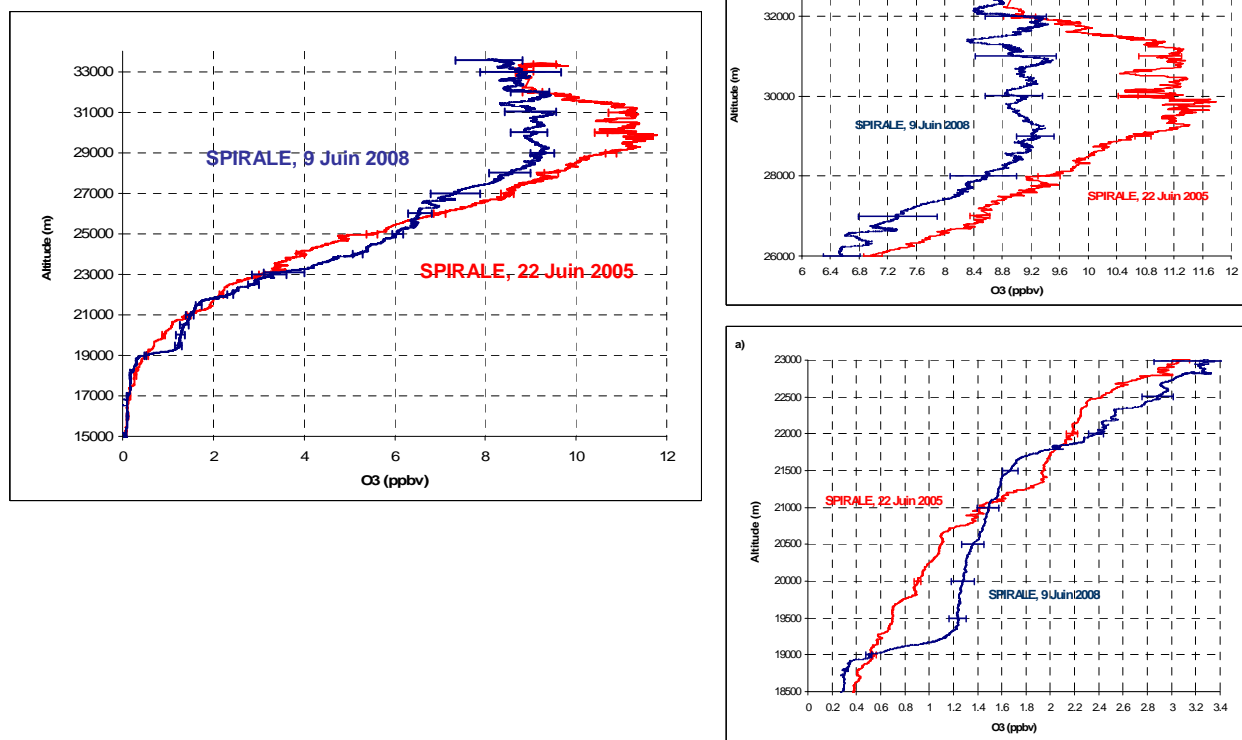 33000
31000
29000
27000
25000
23000
21000
19000
17000
15000
0 2 4 6 8 10 12
Altitude (m)
O3 (ppbv)
SPIRALE, 9 Juin 2008
SPIRALE, 22 Juin 2005
32000
30000
28000
26000
6 6.4 6.8 7.2 7.6 8 8.4 8.8 9.2 9.6 10 10.4 10.8 11.2 11.6 12
Altitude (m)
O3 (ppbv)
SPIRALE, 9 Juin 2008
SPIRALE, 22 Juin 2005
a)
23000
22500
22000
21500
21000
20500
20000
19500
19000
18500
0 0.2 0.4 0.6 0.8 1 1.2 1.4 1.6 1.8 2 2.2 2.4 2.6 2.8 3 3.2 3.4
Altitude (m)
O3 (ppbv)
SPIRALE, 22 Juin 2005
SPIRALE, 9 Juin 2008